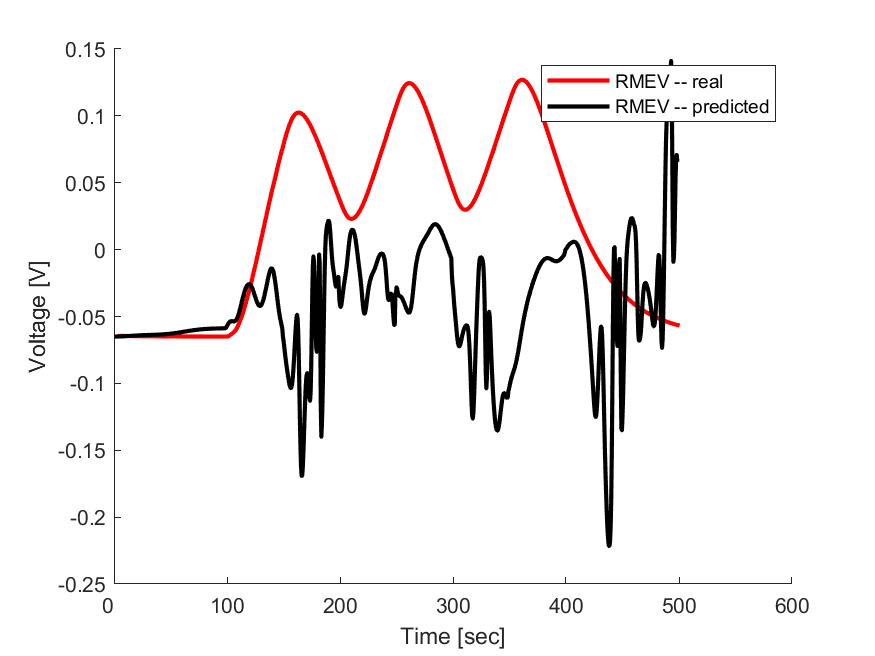 0.15
0.1
0.05
0
-0.05
-0.1
-0.15
-0.2
-0.25
Voltage [V]
RMEV -- real
RMEV -- predicted
0 100 200 300 400 500 600
Time [sec]